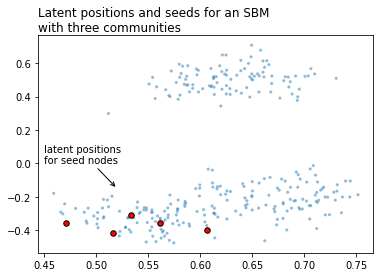 Latent positions and seeds for an SBM
with three communities
0.6
0.4
0.2
0.0
−0.2
−0.4
latent positions
for seed nodes
0.45 0.50 0.55 0.60 0.65 0.70 0.75